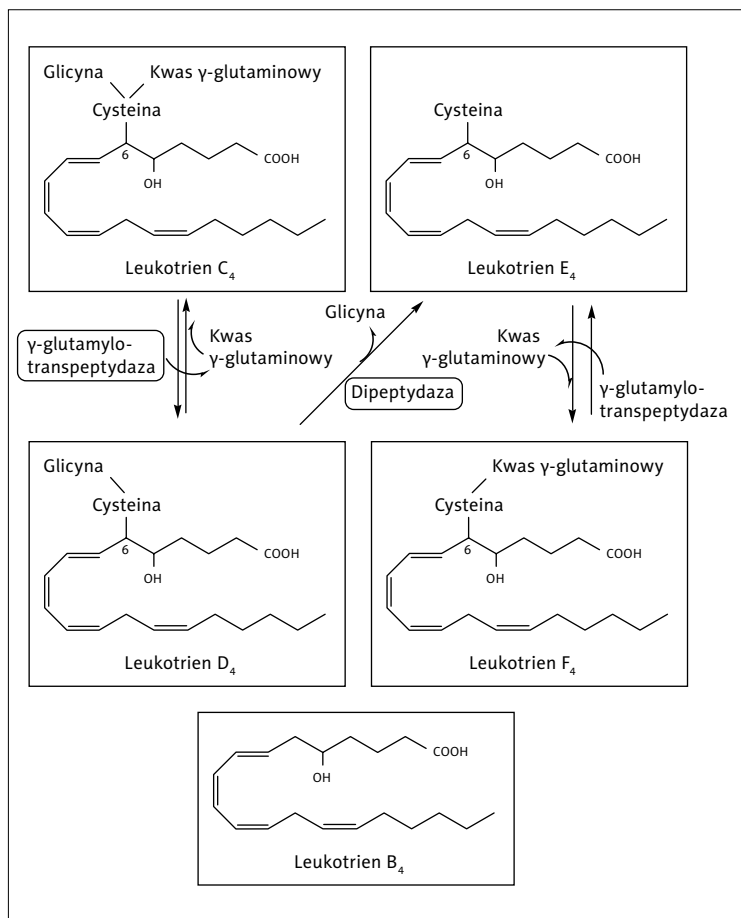 Glicyna
Kwas γ-glutaminowy
Cysteina
6
OH
COOH
Leukotrien C4
Cysteina
6
OH
COOH
Leukotrien E4
γ-glutamylo-
transpeptydaza
Kwas
γ-glutaminowy
Glicyna
Dipeptydaza
Kwas
γ-glutaminowy
γ-glutamylo-
transpeptydaza
Glicyna
Cysteina
6
OH
COOH
Leukotrien D4
Kwas γ-glutaminowy
Cysteina
6
OH
COOH
Leukotrien F4
COOH
OH
Leukotrien B4